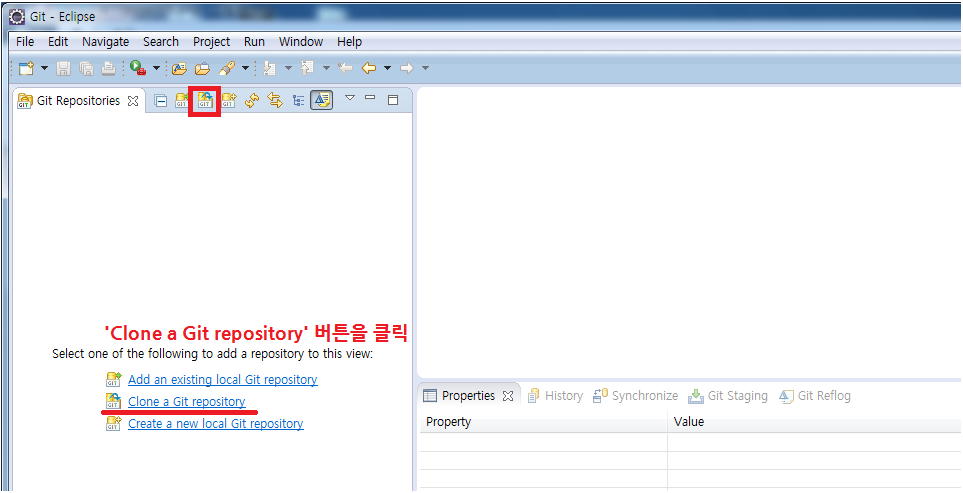 Git - Eclipse
File Edit Navigate Search Project Run Window Help
Git Repositories
'Clone a Git repository' 버튼을 클릭
Select one of the following to add a repository to this view:
Add an existing local Git repository
Clone a Git repository
Create a new local Git repository
Properties History Synchronize Git Staging Git Reflog
Property Value